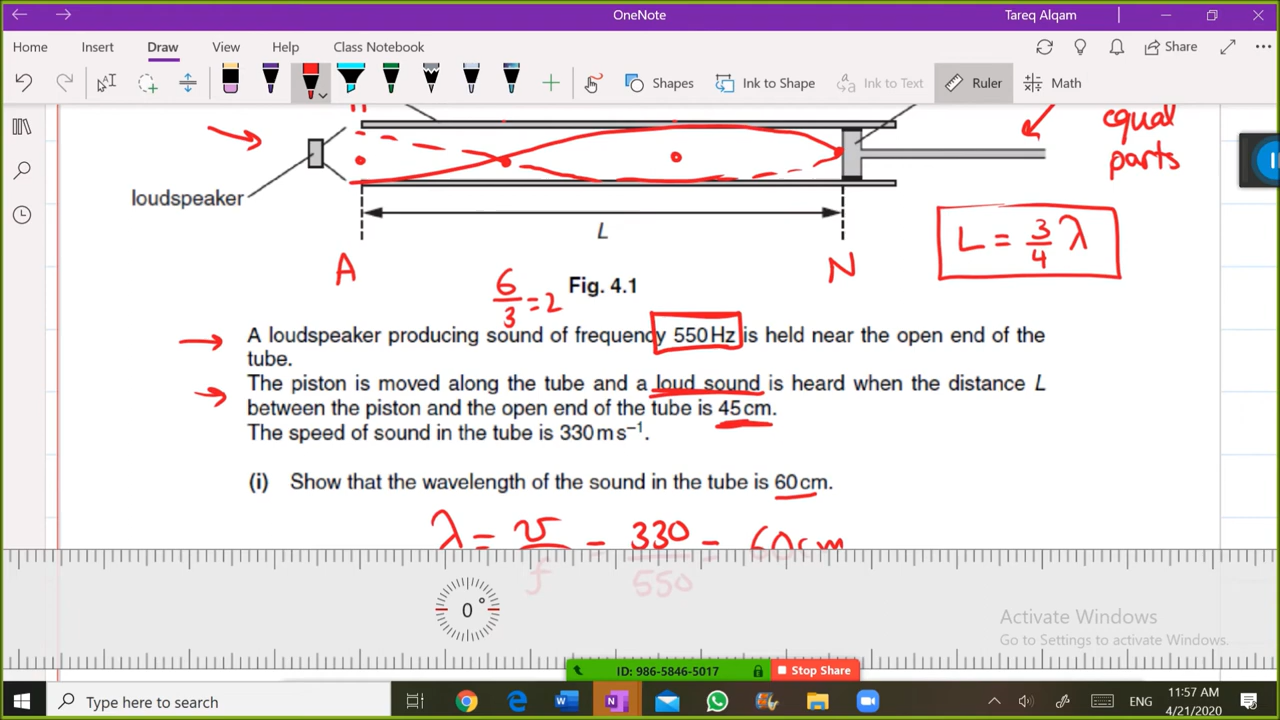 OneNote
Tareq Alqam
Home Insert Draw View Help Class Notebook
Share
Shapes Ink to Shape Ink to Text Ruler Math
equal
parts
loudspeaker
L
L = 3/4 λ
A
N
6/3 = 2
Fig. 4.1
A loudspeaker producing sound of frequency 550 Hz is held near the open end of the
tube.
The piston is moved along the tube and a loud sound is heard when the distance L
between the piston and the open end of the tube is 45 cm.
The speed of sound in the tube is 330 m s⁻¹.
(i) Show that the wavelength of the sound in the tube is 60 cm.
λ = v/f = 330/550 = 60cm
0°
Activate Windows
Go to Settings to activate Windows.
ID: 986-5846-5017 Stop Share
Type here to search
ENG
11:57 AM
4/21/2020